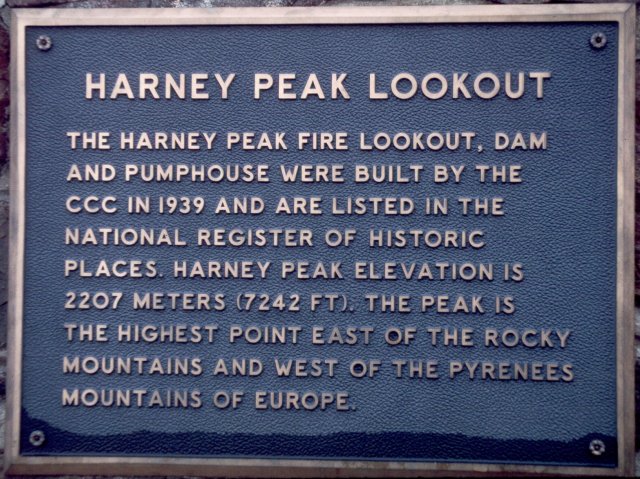 HARNEY PEAK LOOKOUT
THE HARNEY PEAK FIRE LOOKOUT, DAM
AND PUMPHOUSE WERE BUILT BY THE
CCC IN 1939 AND ARE LISTED IN THE
NATIONAL REGISTER OF HISTORIC
PLACES. HARNEY PEAK ELEVATION IS
2207 METERS (7242 FT). THE PEAK IS
THE HIGHEST POINT EAST OF THE ROCKY
MOUNTAINS AND WEST OF THE PYRENEES
MOUNTAINS OF EUROPE.